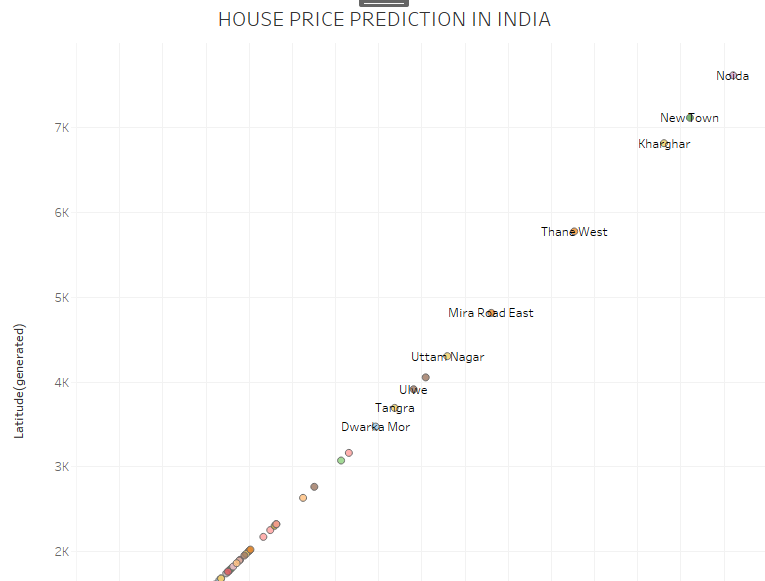 HOUSE PRICE PREDICTION IN INDIA
Noida
7K
New Town
Kharghar
6K
Thane West
5K
Mira Road East
Uttam Nagar
4K
Ulwe
Tangra
Dwarka Mor
3K
2K
Latitude(generated)